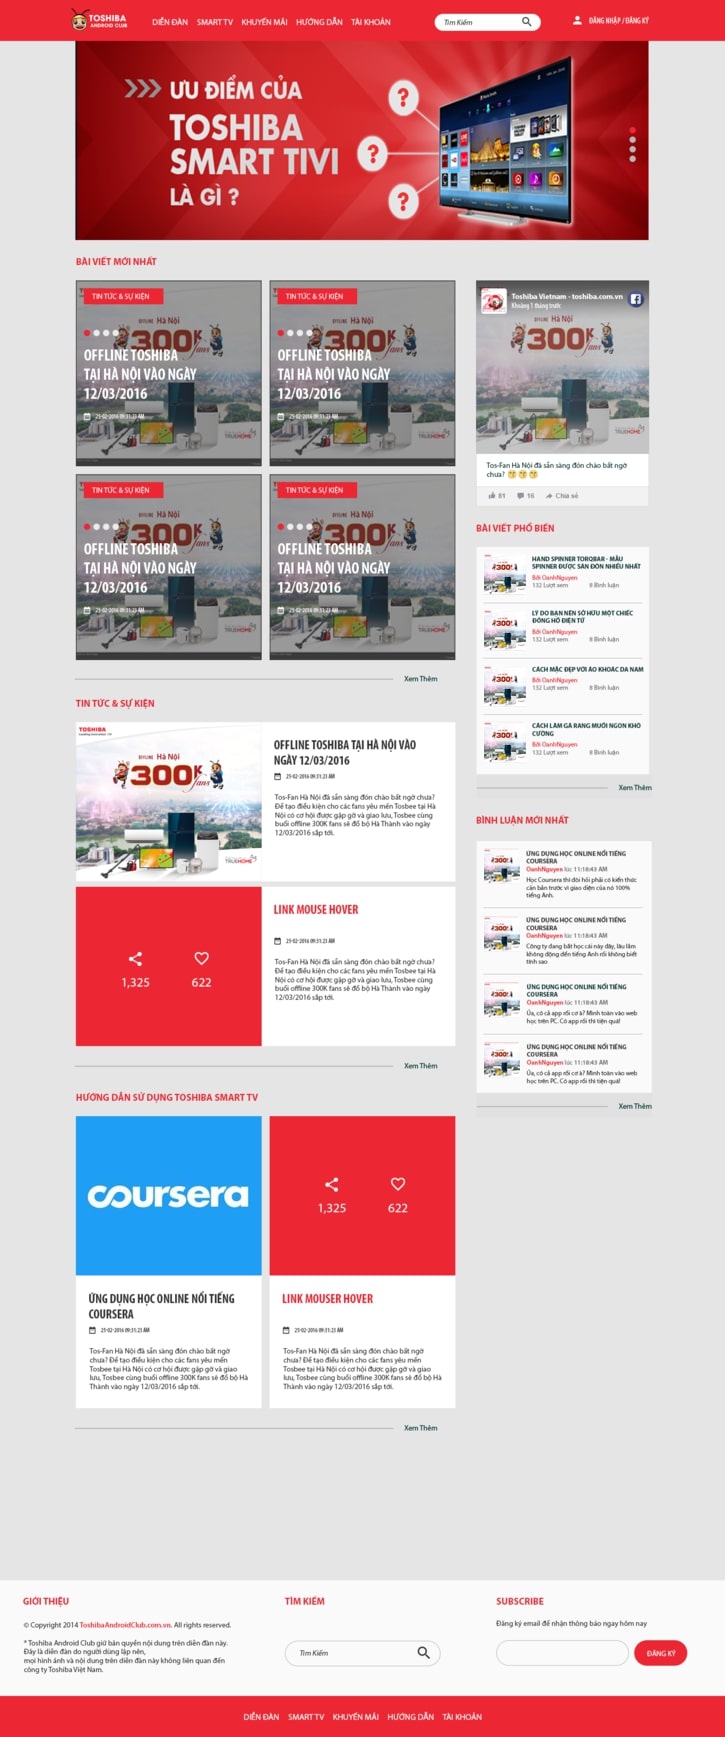 TOSHIBA
ANDROID CLUB
DIỄN ĐÀN SMART TV KHUYẾN MÃI HƯỚNG DẪN TÀI KHOẢN
Tìm Kiếm
ĐĂNG NHẬP / ĐĂNG KÝ
ƯU ĐIỂM CỦA
TOSHIBA
SMART TIVI
LÀ GÌ ?
? ? ?
BÀI VIẾT MỚI NHẤT
TIN TỨC & SỰ KIỆN
OFFLINE Hà Nội
300K fans
OFFLINE TOSHIBA
TẠI HÀ NỘI VÀO NGÀY
12/03/2016
25-02-2016 09:31:23 AM
TRUEHOME
TIN TỨC & SỰ KIỆN
OFFLINE Hà Nội
300K fans
OFFLINE TOSHIBA
TẠI HÀ NỘI VÀO NGÀY
12/03/2016
25-02-2016 09:31:23 AM
TRUEHOME
TIN TỨC & SỰ KIỆN
300K fans
OFFLINE TOSHIBA
TẠI HÀ NỘI VÀO NGÀY
12/03/2016
25-02-2016 09:31:23 AM
TRUEHOME
TIN TỨC & SỰ KIỆN
300K fans
OFFLINE TOSHIBA
TẠI HÀ NỘI VÀO NGÀY
12/03/2016
25-02-2016 09:31:23 AM
TRUEHOME
Xem Thêm
TIN TỨC & SỰ KIỆN
TOSHIBA
Leading Innovation
OFFLINE Hà Nội
300K fans
TRUEHOME
OFFLINE TOSHIBA TẠI HÀ NỘI VÀO
NGÀY 12/03/2016
25-02-2016 09:31:23 AM
Tos-Fan Hà Nội đã sẵn sàng đón chào bất ngờ chưa?
Để tạo điều kiện cho các fans yêu mến Tosbee tại Hà
Nội có cơ hội được gặp gỡ và giao lưu, Tosbee cùng
buổi offline 300K fans sẽ đổ bộ Hà Thành vào ngày
12/03/2016 sắp tới.
1,325 622
LINK MOUSE HOVER
25-02-2016 09:31:23 AM
Tos-Fan Hà Nội đã sẵn sàng đón chào bất ngờ chưa?
Để tạo điều kiện cho các fans yêu mến Tosbee tại Hà
Nội có cơ hội được gặp gỡ và giao lưu, Tosbee cùng
buổi offline 300K fans sẽ đổ bộ Hà Thành vào ngày
12/03/2016 sắp tới.
Xem Thêm
HƯỚNG DẪN SỬ DỤNG TOSHIBA SMART TV
coursera
ỨNG DỤNG HỌC ONLINE NỔI TIẾNG
COURSERA
25-02-2016 09:31:23 AM
Tos-Fan Hà Nội đã sẵn sàng đón chào bất ngờ
chưa? Để tạo điều kiện cho các fans yêu mến
Tosbee tại Hà Nội có cơ hội được gặp gỡ và giao
lưu, Tosbee cùng buổi offline 300K fans sẽ đổ bộ Hà
Thành vào ngày 12/03/2016 sắp tới.
1,325 622
LINK MOUSER HOVER
25-02-2016 09:31:23 AM
Tos-Fan Hà Nội đã sẵn sàng đón chào bất ngờ
chưa? Để tạo điều kiện cho các fans yêu mến
Tosbee tại Hà Nội có cơ hội được gặp gỡ và giao
lưu, Tosbee cùng buổi offline 300K fans sẽ đổ bộ Hà
Thành vào ngày 12/03/2016 sắp tới.
Xem Thêm
Toshiba Vietnam - toshiba.com.vn
Khoảng 1 tháng trước
300K fans
TRUEHOME
Tos-Fan Hà Nội đã sẵn sàng đón chào bất ngờ
chưa? 😚😚😚
81 16 Chia sẻ
BÀI VIẾT PHỔ BIẾN
HAND SPINNER TORQBAR - MẪU
SPINNER ĐƯỢC SĂN ĐÓN NHIỀU NHẤT
Bởi OanhNguyen
132 Lượt xem 8 Bình luận
LÝ DO BẠN NÊN SỞ HỮU MỘT CHIẾC
ĐỒNG HỒ ĐIỆN TỬ
Bởi OanhNguyen
132 Lượt xem 8 Bình luận
CÁCH MẶC ĐẸP VỚI ÁO KHOÁC DA NAM
Bởi OanhNguyen
132 Lượt xem 8 Bình luận
CÁCH LÀM GÀ RANG MUỐI NGON KHÓ
CƯỠNG
Bởi OanhNguyen
132 Lượt xem 8 Bình luận
Xem Thêm
BÌNH LUẬN MỚI NHẤT
ỨNG DỤNG HỌC ONLINE NỔI TIẾNG
COURSERA
OanhNguyen lúc 11:18:43 AM
Học Coursera thì đòi hỏi phải có kiến thức
căn bản trước vì giao diện của nó 100%
tiếng Anh.
ỨNG DỤNG HỌC ONLINE NỔI TIẾNG
COURSERA
OanhNguyen lúc 11:18:43 AM
Công ty đang bắt học cái này đây, lâu lắm
không động đến tiếng Anh rồi không biết
tính sao
ỨNG DỤNG HỌC ONLINE NỔI TIẾNG
COURSERA
OanhNguyen lúc 11:18:43 AM
Ủa, có cả app rồi cơ à? Mình toàn vào web
học trên PC. Có app rồi thì tiện quá!
ỨNG DỤNG HỌC ONLINE NỔI TIẾNG
COURSERA
OanhNguyen lúc 11:18:43 AM
Ủa, có cả app rồi cơ à? Mình toàn vào web
học trên PC. Có app rồi thì tiện quá!
Xem Thêm
GIỚI THIỆU
© Copyright 2014 ToshibaAndroidClub.com.vn. All rights reserved.
* Toshiba Android Club giữ bản quyền nội dung trên diễn đàn này.
Đây là diễn đàn do người dùng lập nên,
mọi hình ảnh và nội dung trên diễn đàn này không liên quan đến
công ty Toshiba Việt Nam.
TÌM KIẾM
Tìm Kiếm
SUBSCRIBE
Đăng ký email để nhận thông báo ngay hôm nay
ĐĂNG KÝ
DIỄN ĐÀN SMART TV KHUYẾN MÃI HƯỚNG DẪN TÀI KHOẢN